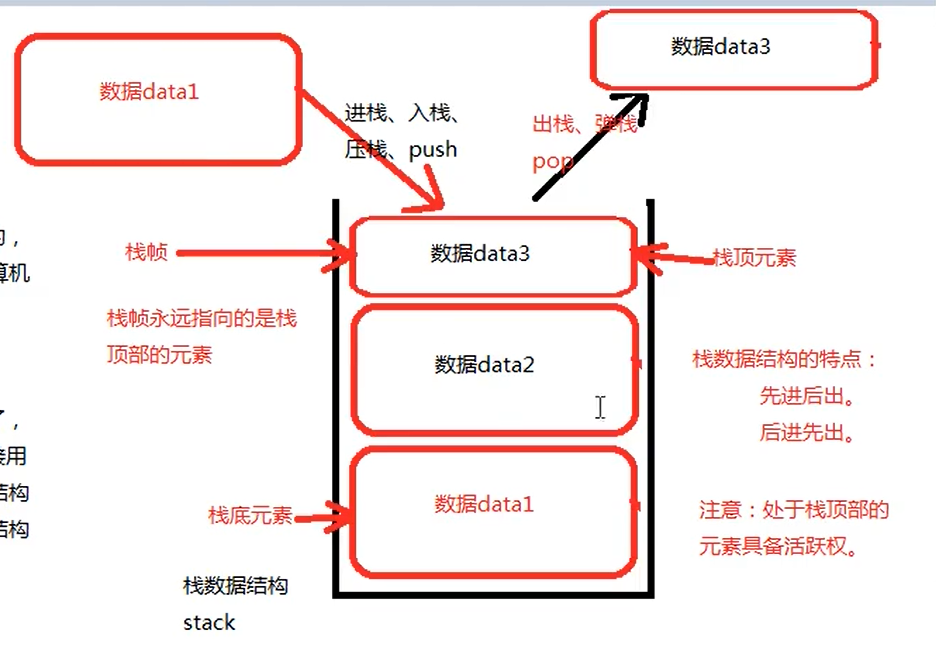 数据data1
数据data3
进栈、入栈、
压栈、push
出栈、弹栈
pop
的，
算机
栈帧
数据data3
栈顶元素
栈帧永远指向的是栈
顶部的元素
数据data2
栈数据结构的特点：
先进后出。
后进先出。
用
结构
结构
栈底元素
数据data1
注意：处于栈顶部的
元素具备活跃权。
栈数据结构
stack